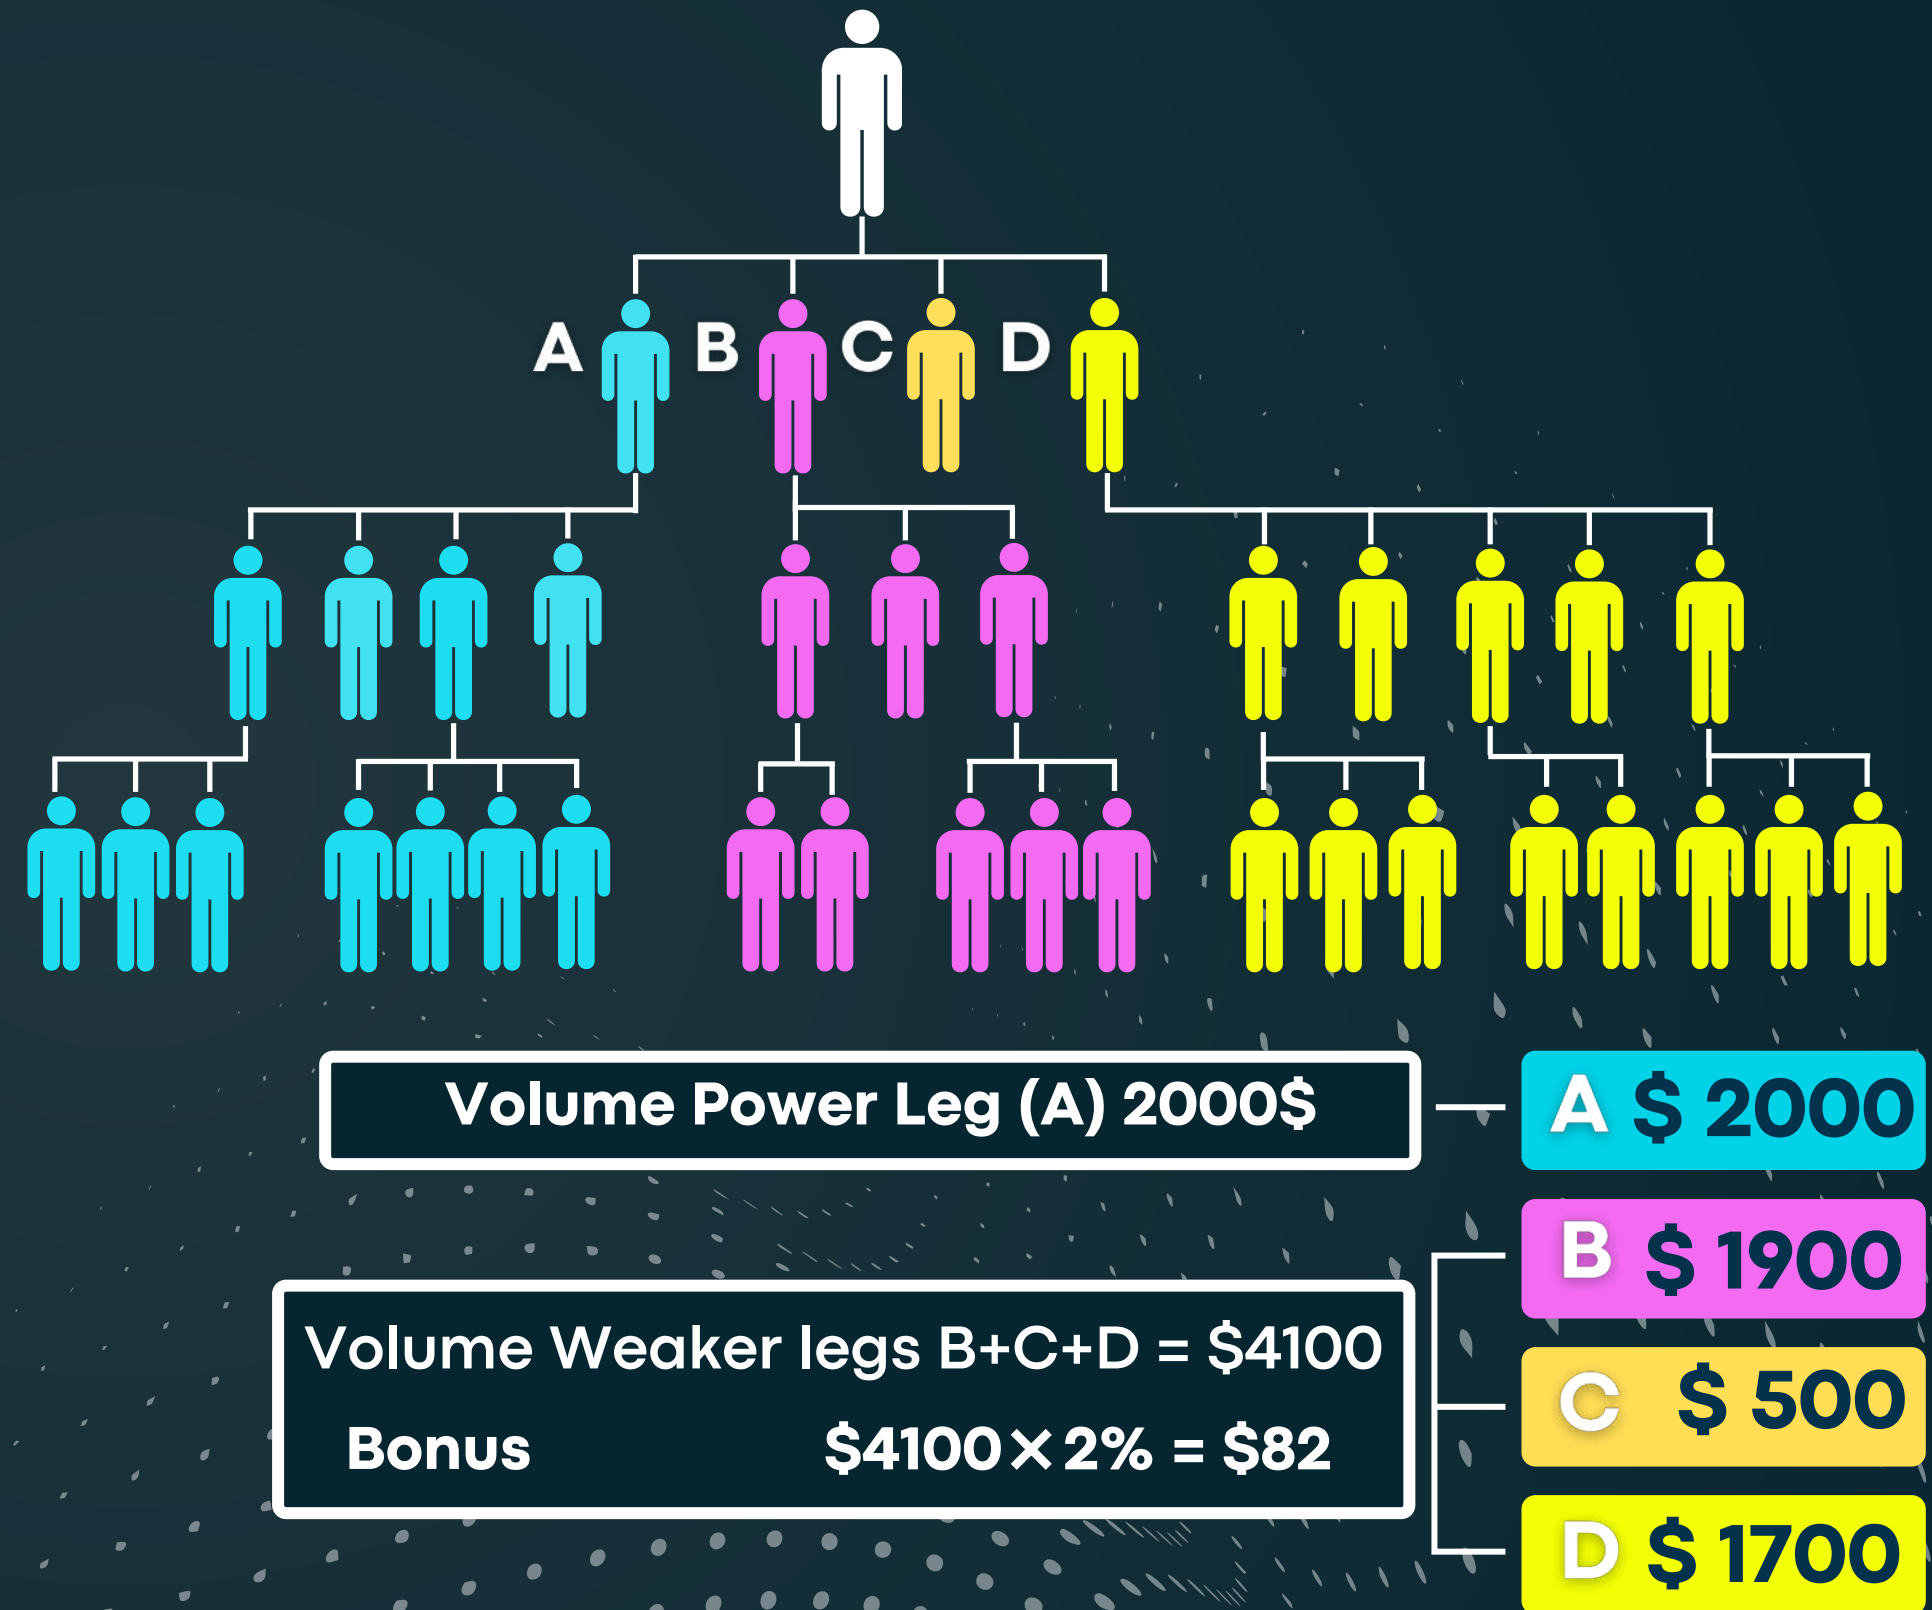 A B C D
Volume Power Leg (A) 2000$
A $ 2000
B $ 1900
Volume Weaker legs B+C+D = $4100
C $ 500
Bonus $4100×2% = $82
D $ 1700